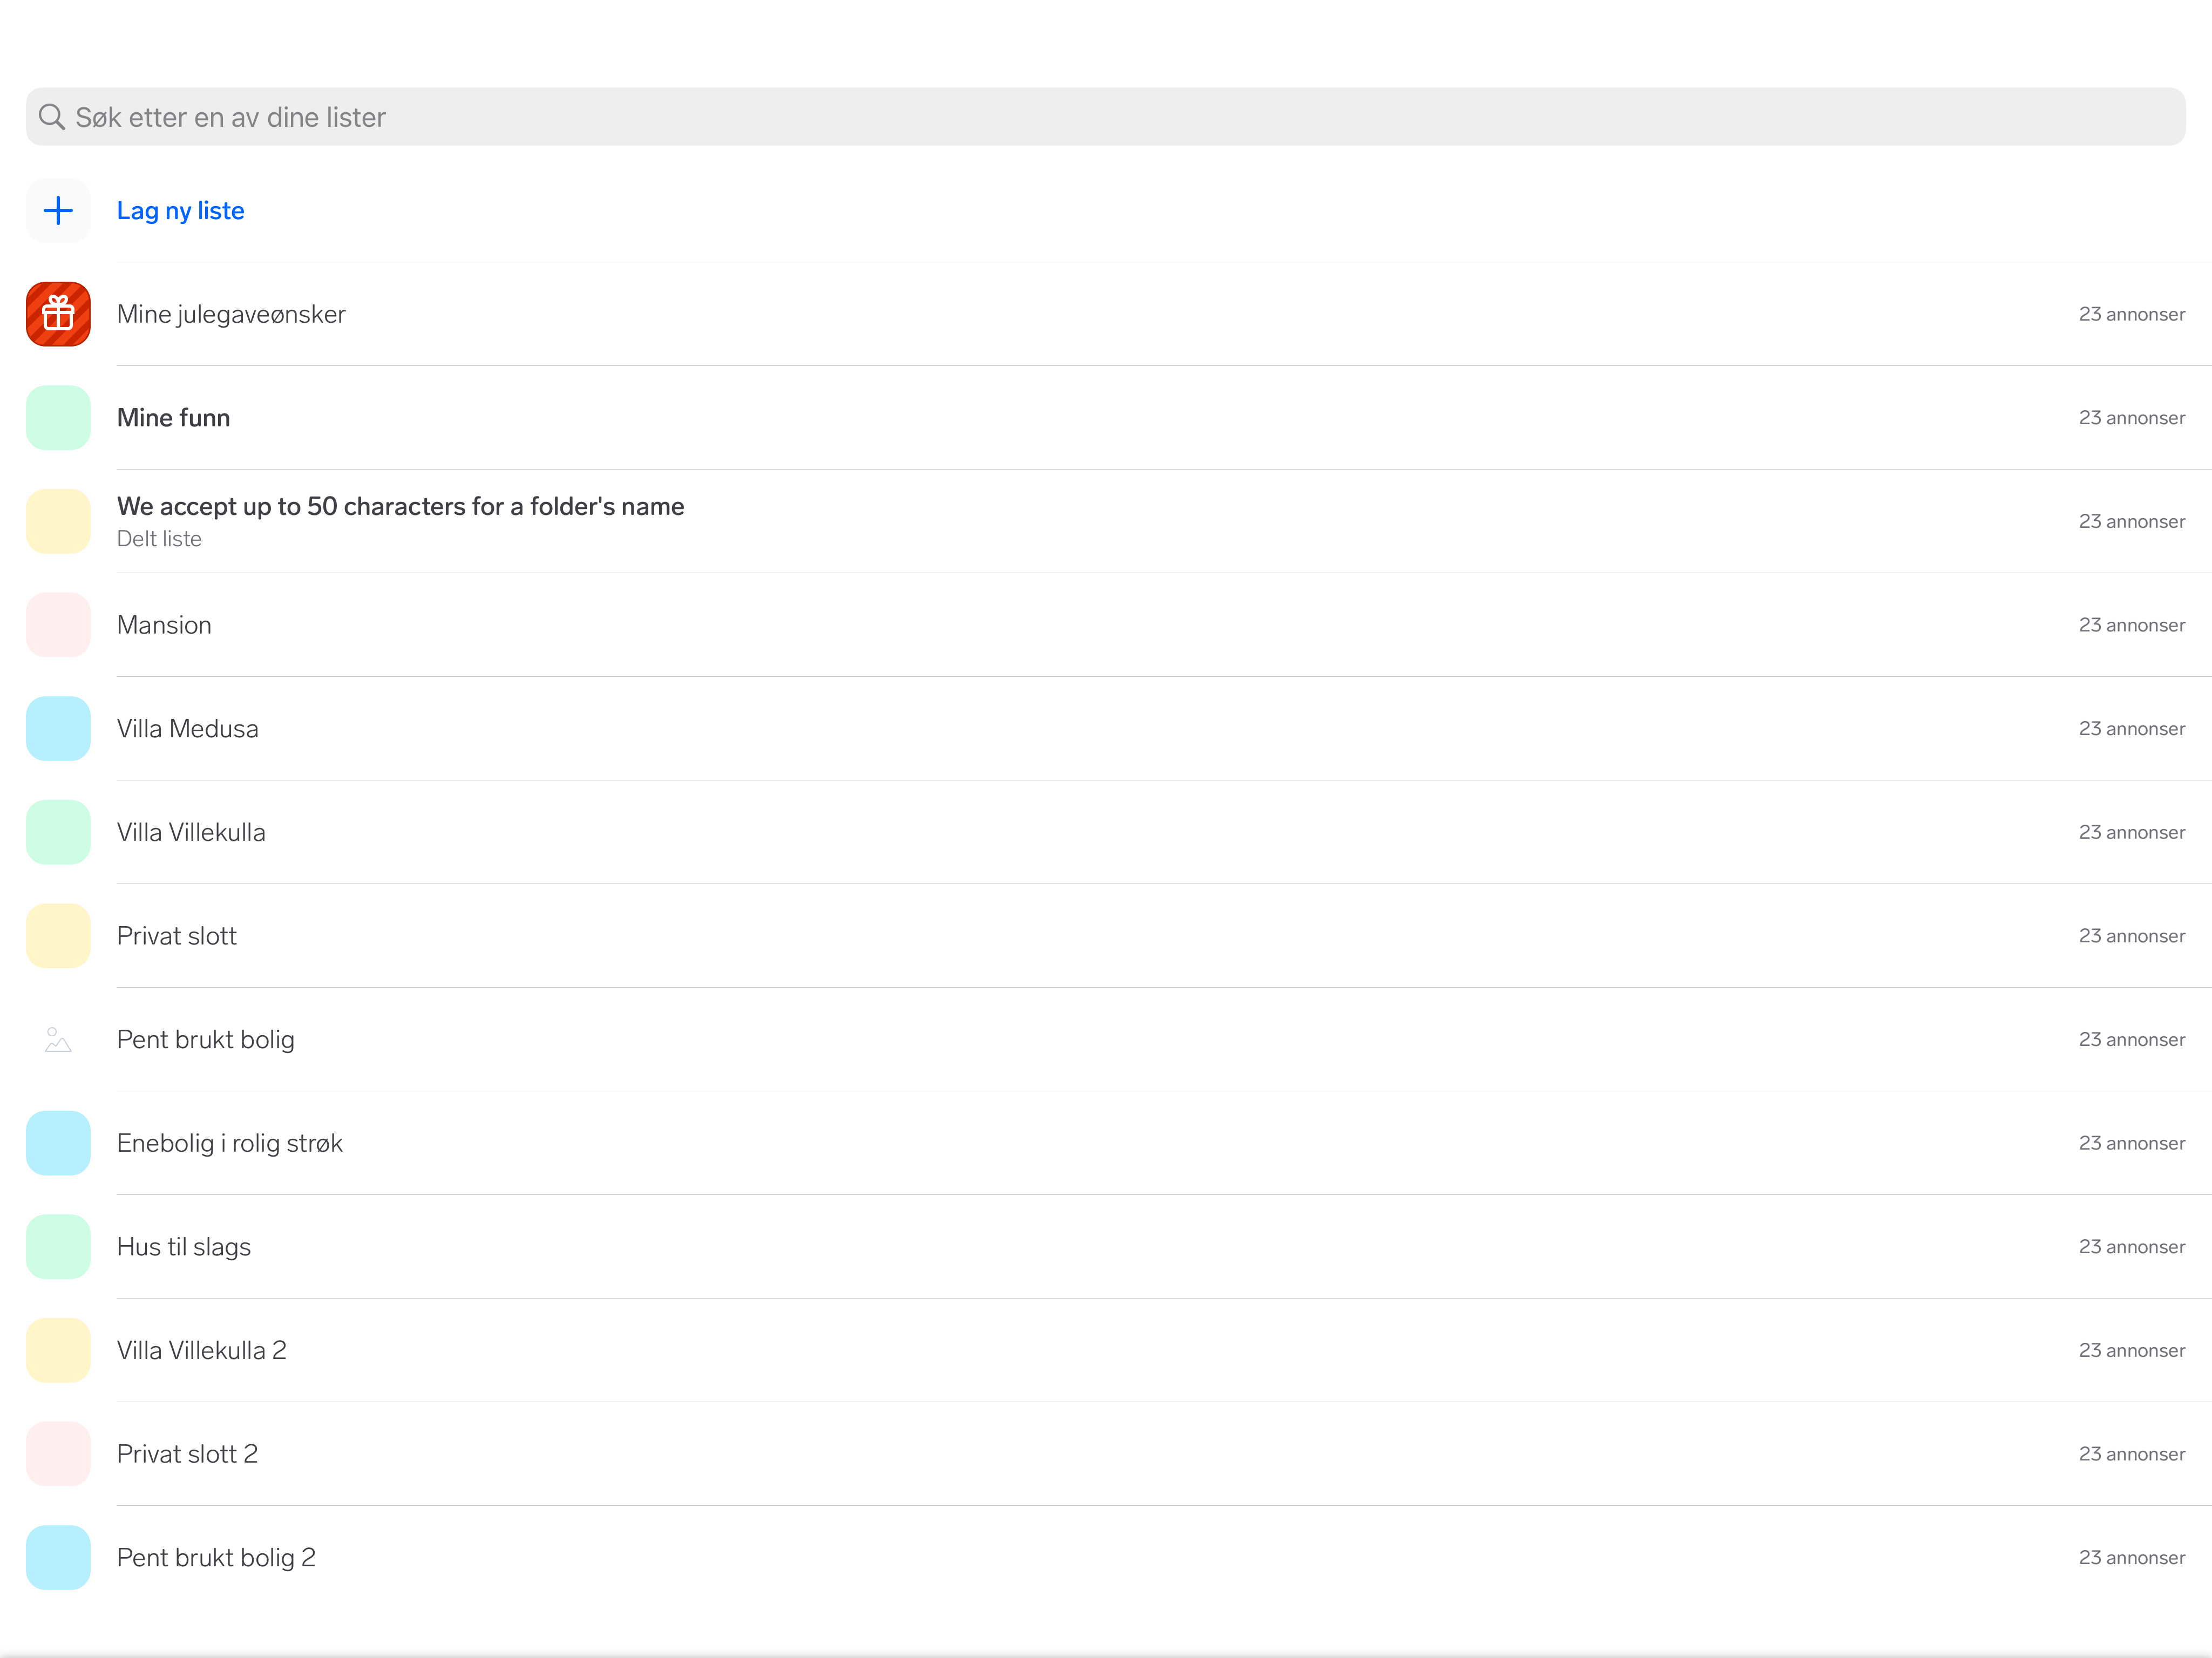 Søk etter en av dine lister
Lag ny liste
Mine julegaveønsker 23 annonser
Mine funn 23 annonser
We accept up to 50 characters for a folder's name
Delt liste 23 annonser
Mansion 23 annonser
Villa Medusa 23 annonser
Villa Villekulla 23 annonser
Privat slott 23 annonser
Pent brukt bolig 23 annonser
Enebolig i rolig strøk 23 annonser
Hus til slags 23 annonser
Villa Villekulla 2 23 annonser
Privat slott 2 23 annonser
Pent brukt bolig 2 23 annonser